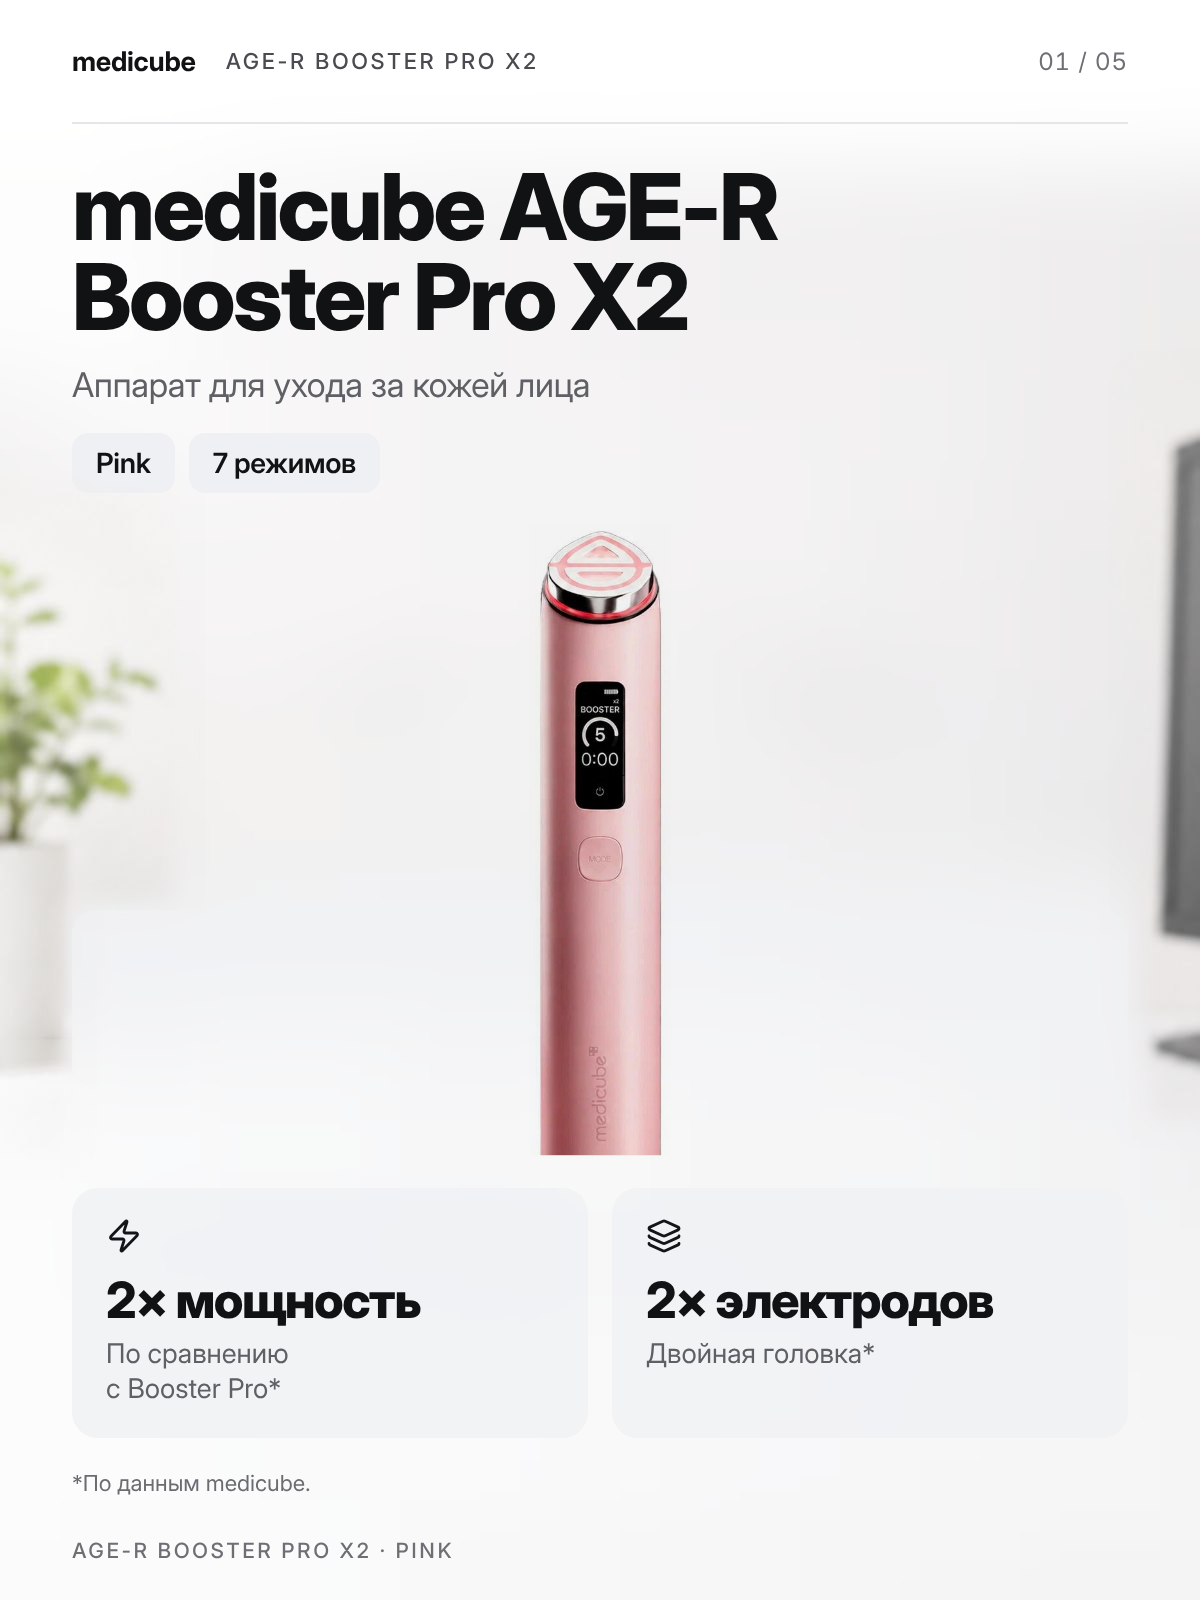 medicube AGE-R BOOSTER PRO X2 01 / 05
medicube AGE-R
Booster Pro X2
Аппарат для ухода за кожей лица
Pink 7 режимов
x2
BOOSTER
5
0:00
MODE
medicube
2× мощность
По сравнению
с Booster Pro*
2× электродов
Двойная головка*
*По данным medicube.
AGE-R BOOSTER PRO X2 · PINK